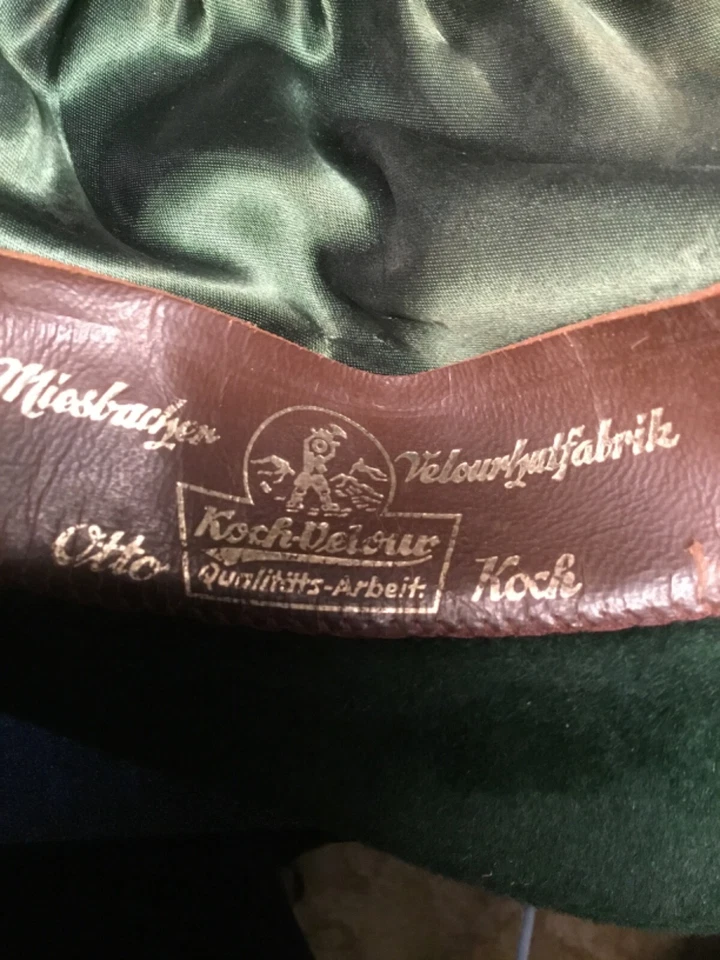 Miesbacher Velourhutfabrik
Koch-Velour
Qualitäts-Arbeit.
Otto Koch